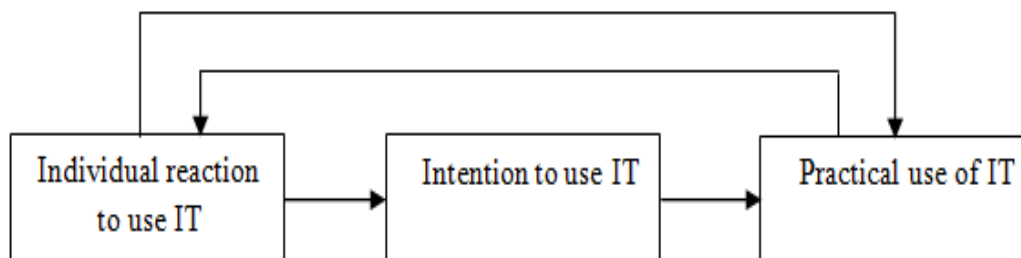 Individual reaction
to use IT
Intention to use IT
Practical use of IT